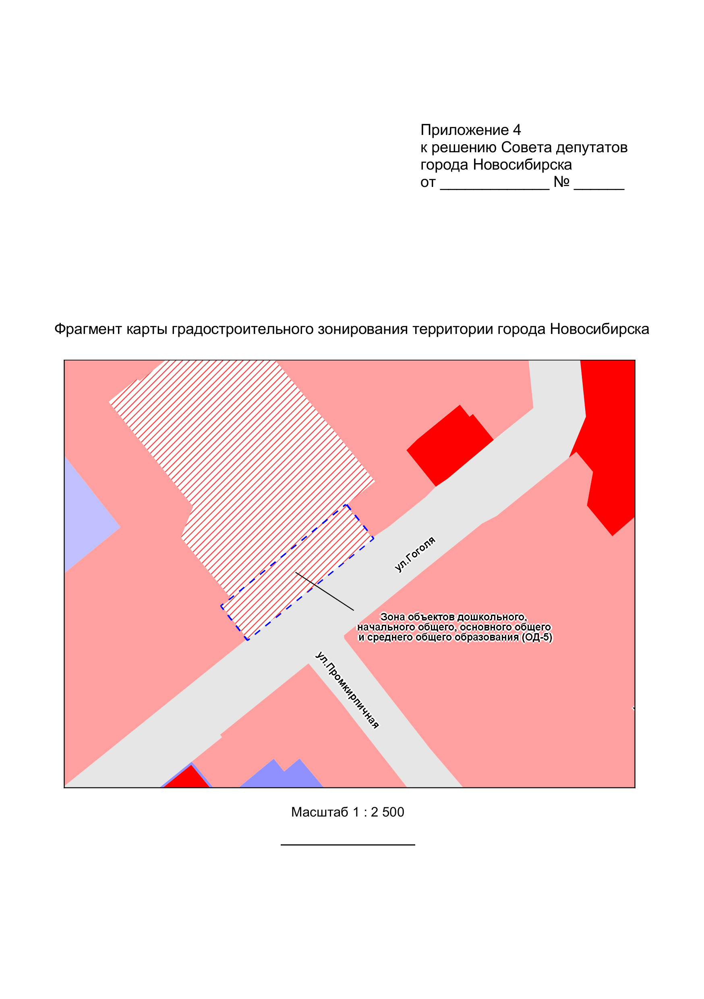 Приложение 4
к решению Совета депутатов
города Новосибирска
от _____________ № ______
Фрагмент карты градостроительного зонирования территории города Новосибирска
ул.Гоголя
Зона объектов дошкольного,
начального общего, основного общего
и среднего общего образования (ОД-5)
ул.Промкирпичная
Масштаб 1 : 2 500